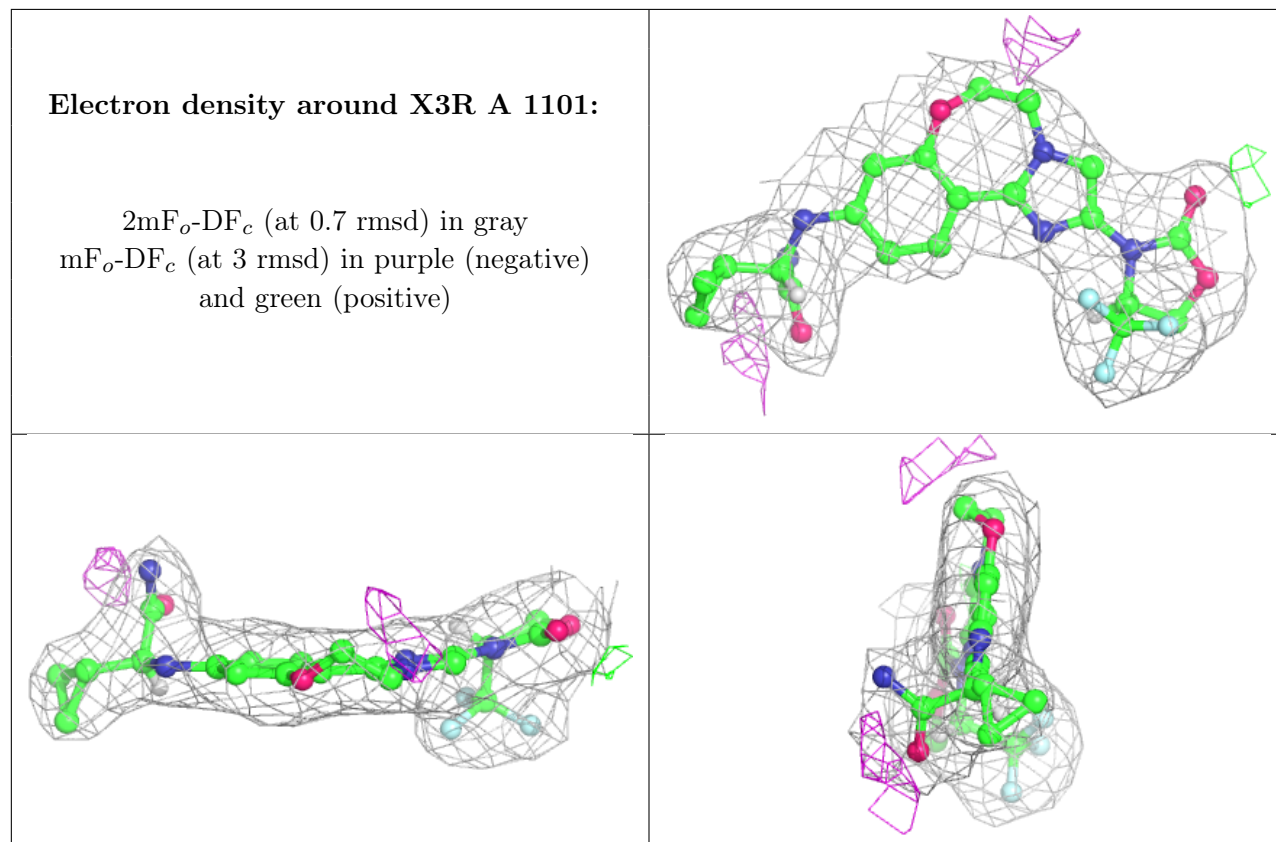 Electron density around X3R A 1101:
2mFo-DFc (at 0.7 rmsd) in gray
mFo-DFc (at 3 rmsd) in purple (negative)
and green (positive)